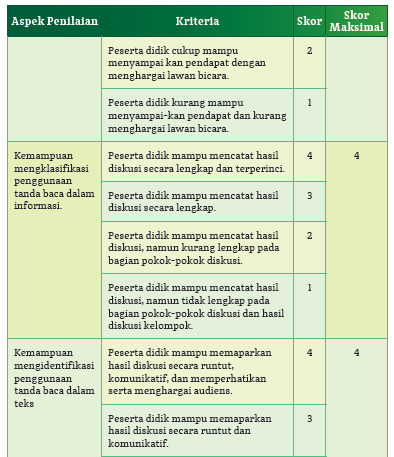 Aspek Penilaian Kriteria Skor Skor Maksimal
Peserta didik cukup mampu 2
menyampai kan pendapat dengan
menghargai lawan bicara.
Peserta didik kurang mampu 1
menyampai-kan pendapat dan kurang
menghargai lawan bicara.
Kemampuan
mengklasifikasi
penggunaan
tanda baca dalam
informasi.
Peserta didik mampu mencatat hasil 4 4
diskusi secara lengkap dan terperinci.
Peserta didik mampu mencatat hasil 3
diskusi secara lengkap.
Peserta didik mampu mencatat hasil 2
diskusi, namun kurang lengkap pada
bagian pokok-pokok diskusi.
Peserta didik mampu mencatat hasil 1
diskusi, namun tidak lengkap pada
bagian pokok-pokok diskusi dan hasil
diskusi kelompok.
Kemampuan
mengidentifikasi
penggunaan
tanda baca dalam
teks
Peserta didik mampu memaparkan 4 4
hasil diskusi secara runtut,
komunikatif, dan memperhatikan
serta menghargai audiens.
Peserta didik mampu memaparkan 3
hasil diskusi secara runtut dan
komunikatif.